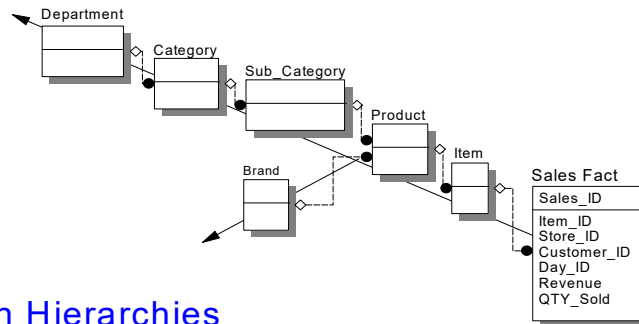 Department
Category
Sub_Category
Product
Item
Brand
Sales Fact
Sales_ID
Item_ID
Store_ID
Customer_ID
Day_ID
Revenue
QTY_Sold
Hierarchies